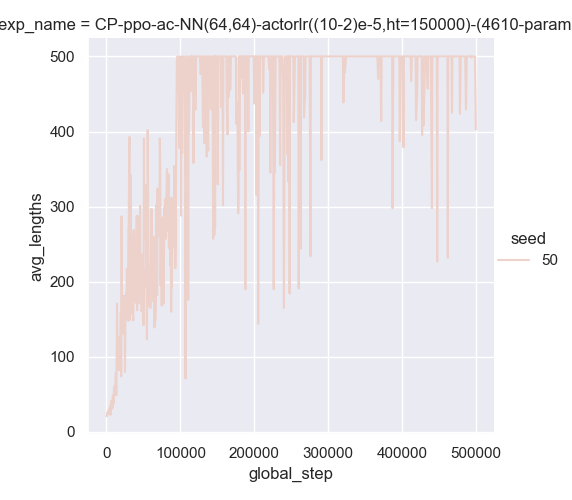 exp_name = CP-ppo-ac-NN(64,64)-actorlr((10-2)e-5,ht=150000)-(4610-param
500
400
300
200
100
0
avg_lengths
0 100000 200000 300000 400000 500000
global_step
seed
50